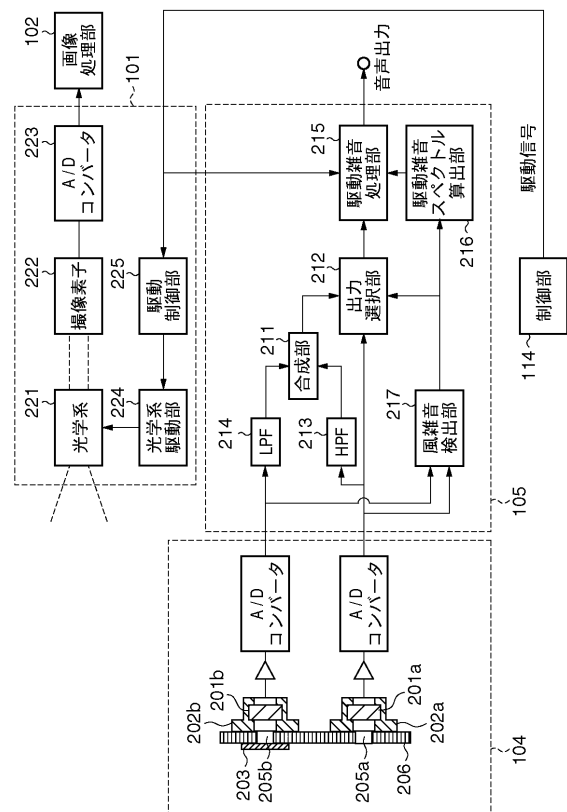 102
画像
処理部
101
223
A/D
コンバータ
222
撮像素子
221
光学系
225
駆動
制御部
224
光学系
駆動部
音声出力
215
駆動雑音
処理部
駆動雑音
スペクトル
算出部
216
212
出力
選択部
211
合成部
214
LPF
213
HPF
217
風雑音
検出部
105
駆動信号
制御部
114
A/D
コンバータ
A/D
コンバータ
201b
202b
203
205b
201a
202a
205a
206
104